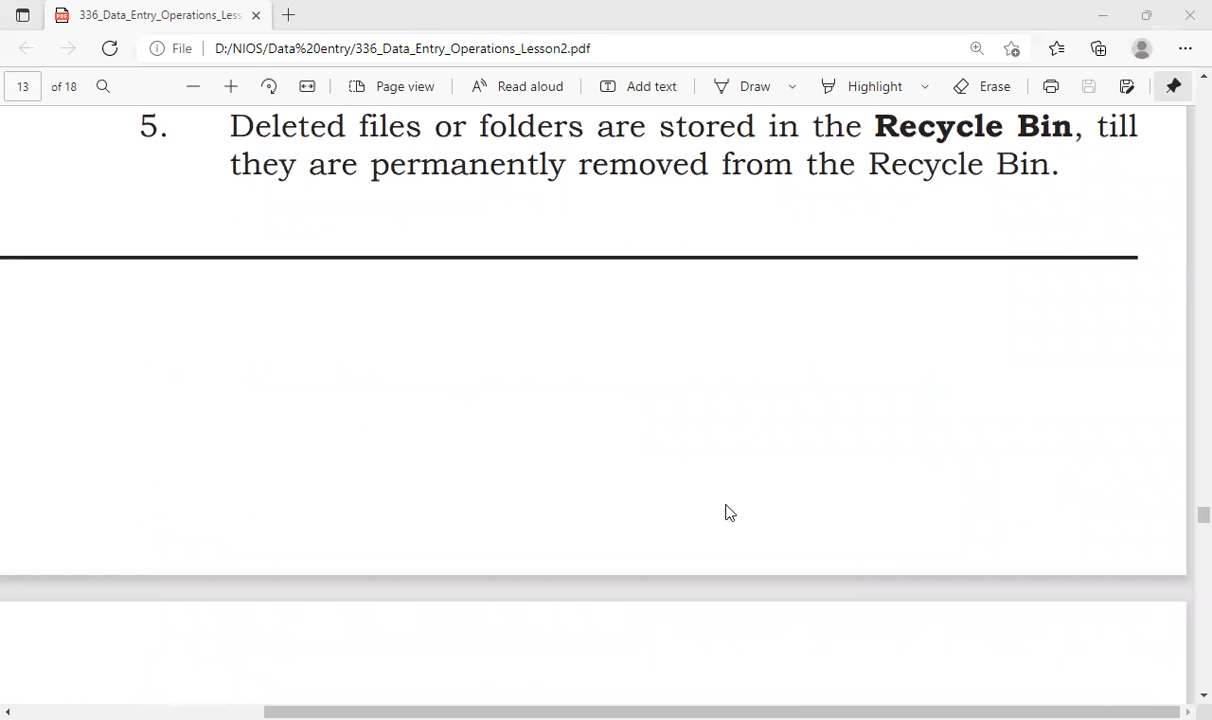 336_Data_Entry_Operations_Less
File D:/NIOS/Data%20entry/336_Data_Entry_Operations_Lesson2.pdf
13 of 18 Page view A Read aloud T Add text Draw Highlight Erase
5. Deleted files or folders are stored in the Recycle Bin, till
they are permanently removed from the Recycle Bin.